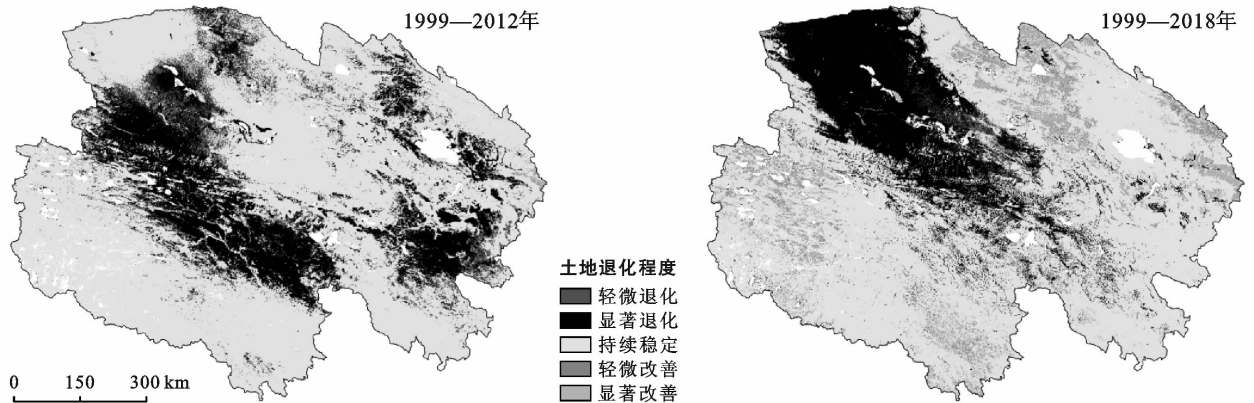 1999—2012年
1999—2018年
土地退化程度
轻微退化
显著退化
持续稳定
轻微改善
显著改善
0 150 300 km